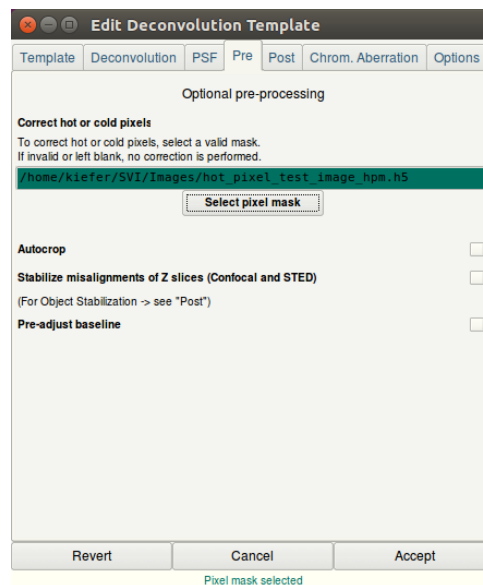 Edit Deconvolution Template
Template Deconvolution PSF Pre Post Chrom. Aberration Options
Optional pre-processing
Correct hot or cold pixels
To correct hot or cold pixels, select a valid mask.
If invalid or left blank, no correction is performed.
/home/kiefer/SVI/Images/hot_pixel_test_image_hpm.h5
Select pixel mask
Autocrop
Stabilize misalignments of Z slices (Confocal and STED)
(For Object Stabilization -> see "Post")
Pre-adjust baseline
Revert Cancel Accept
Pixel mask selected